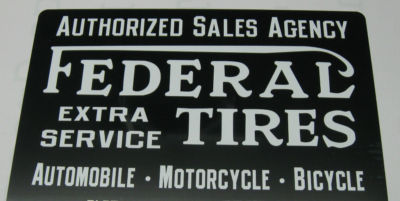 AUTHORIZED SALES AGENCY
FEDERAL
EXTRA
SERVICE
TIRES
AUTOMOBILE · MOTORCYCLE · BICYCLE